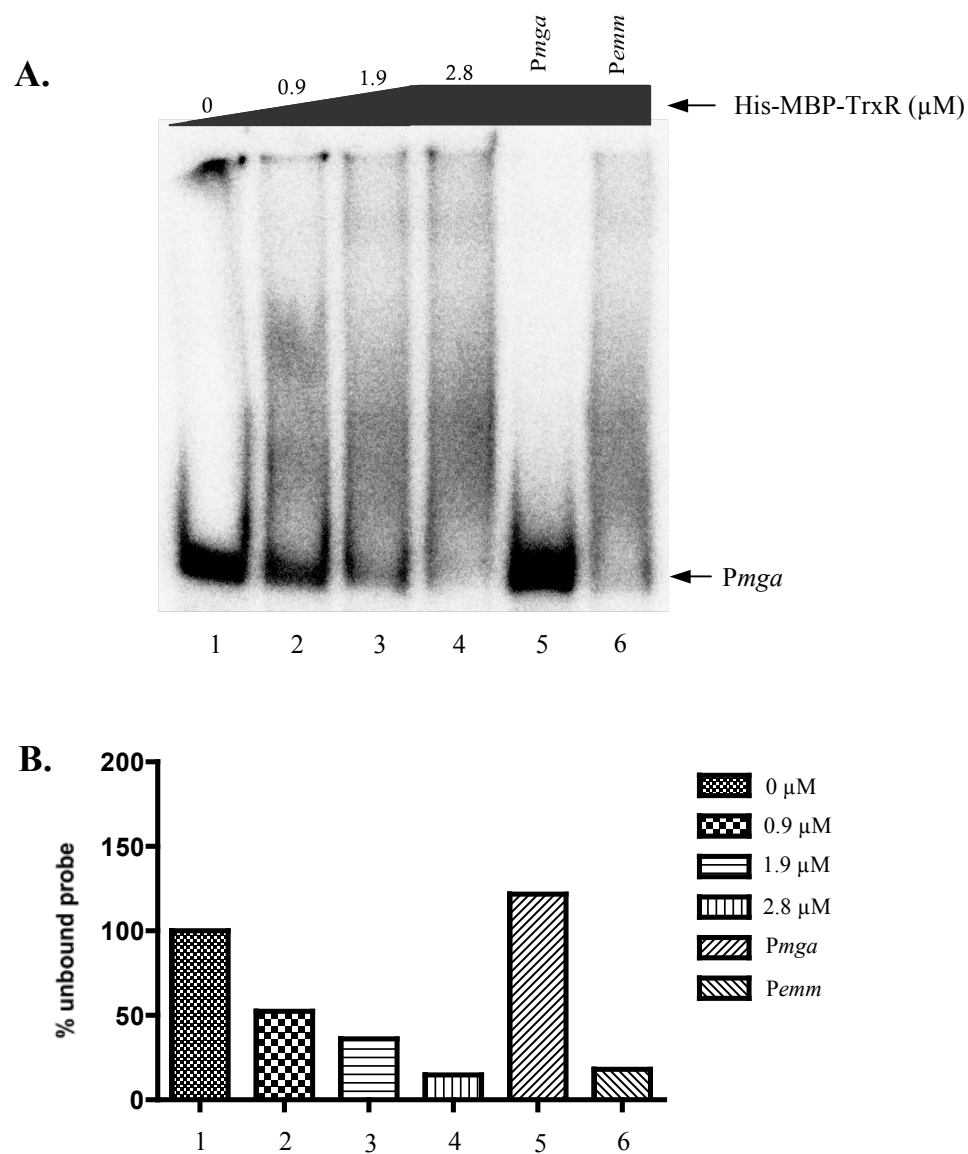 A.
0 0.9 1.9 2.8 Pmga Pemm
His-MBP-TrxR (µM)
Pmga
1 2 3 4 5 6
B.
200
150
100
50
0
% unbound probe
1 2 3 4 5 6
0 µM
0.9 µM
1.9 µM
2.8 µM
Pmga
Pemm